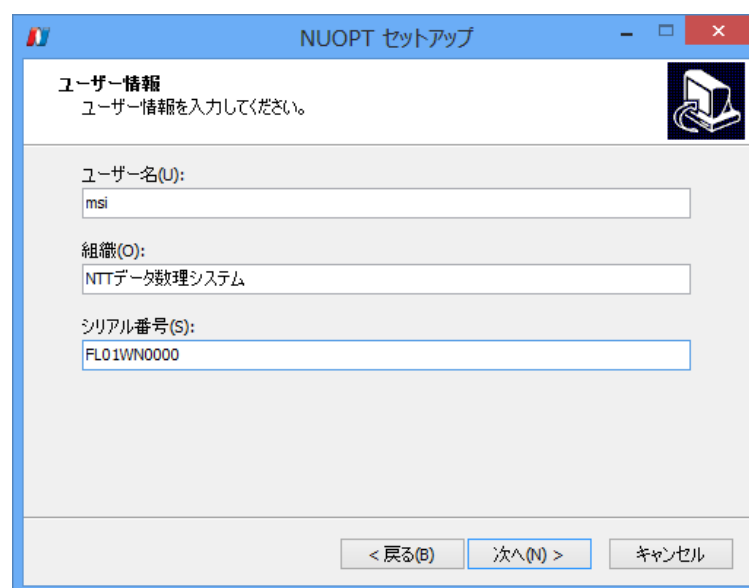 NUOPT セットアップ
ユーザー情報
ユーザー情報を入力してください。
ユーザー名(U):
msi
組織(O):
NTTデータ数理システム
シリアル番号(S):
FL01WN0000
< 戻る(B)
次へ(N) >
キャンセル